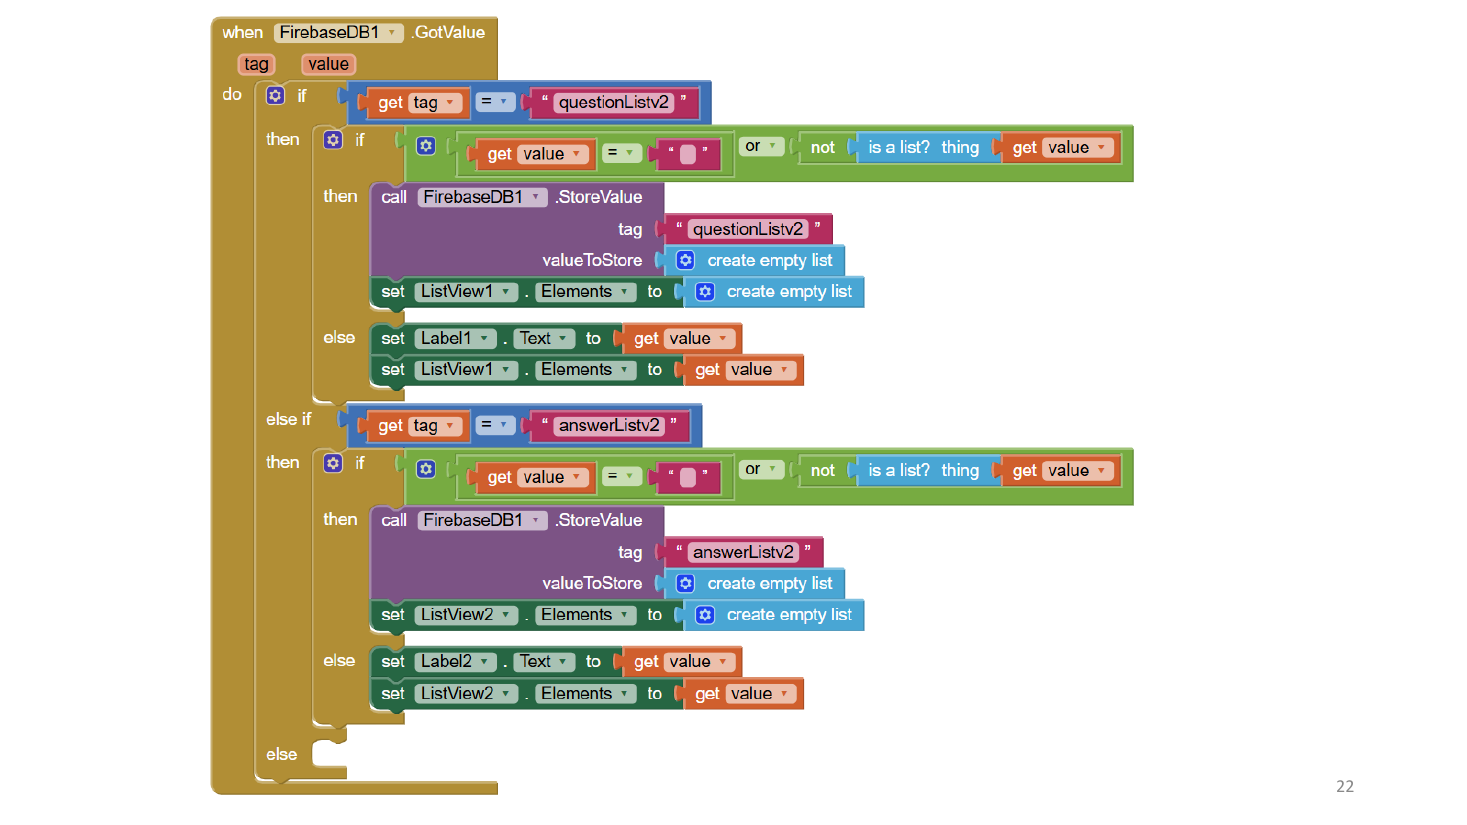 when FirebaseDB1 .GotValue
tag value
do if get tag = “ questionListv2 ”
then if get value = “ ” or not is a list? thing get value
then call FirebaseDB1 .StoreValue
tag “ questionListv2 ”
valueToStore create empty list
set ListView1 . Elements to create empty list
else set Label1 . Text to get value
set ListView1 . Elements to get value
else if get tag = “ answerListv2 ”
then if get value = “ ” or not is a list? thing get value
then call FirebaseDB1 .StoreValue
tag “ answerListv2 ”
valueToStore create empty list
set ListView2 . Elements to create empty list
else set Label2 . Text to get value
set ListView2 . Elements to get value
else
22